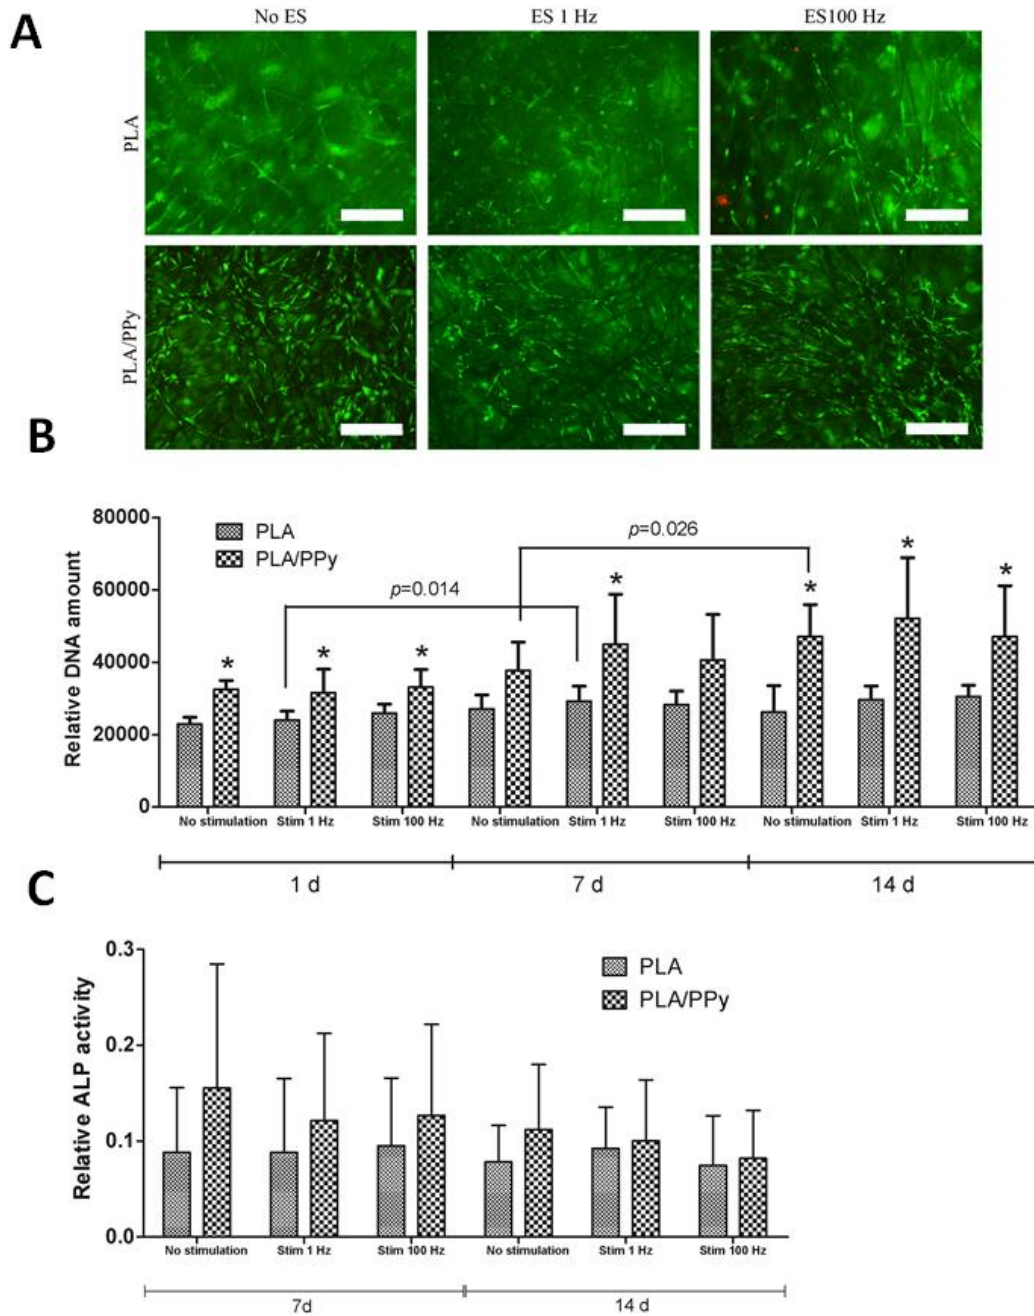 A
No ES
ES 1 Hz
ES100 Hz
PLA
PLA/PPy
B
Relative DNA amount
80000
60000
40000
20000
0
PLA
PLA/PPy
p=0.014
p=0.026
*
*
*
*
*
*
*
No stimulation
Stim 1 Hz
Stim 100 Hz
No stimulation
Stim 1 Hz
Stim 100 Hz
No stimulation
Stim 1 Hz
Stim 100 Hz
1 d
7 d
14 d
C
Relative ALP activity
0.3
0.2
0.1
0.0
PLA
PLA/PPy
No stimulation
Stim 1 Hz
Stim 100 Hz
No stimulation
Stim 1 Hz
Stim 100 Hz
7d
14 d